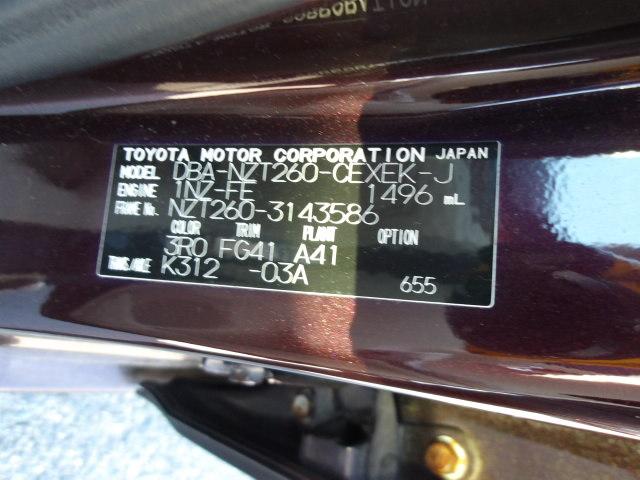 TOYOTA MOTOR CORPORATION JAPAN
MODEL DBA-NZT260-CEXEK-J
ENGINE 1NZ-FE 1496 mL
FRAME No. NZT260-3143586
COLOR TRIM PLANT OPTION
3R0 FG41 A41
TRANS/AXLE K312 -03A
655